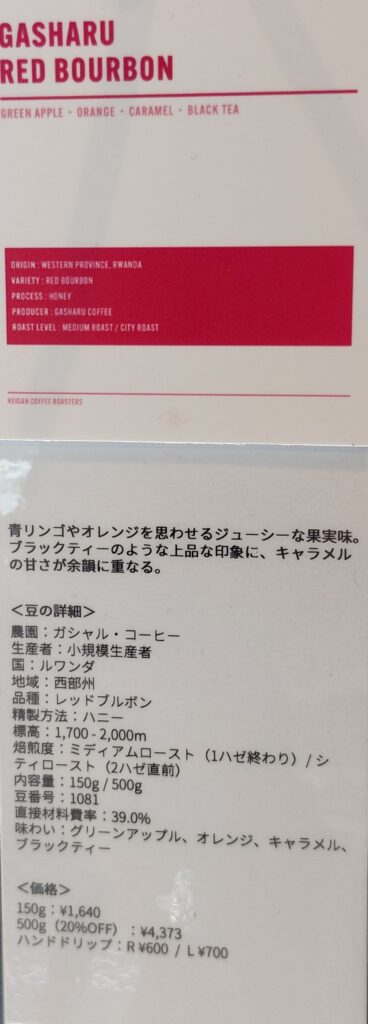 GASHARU
RED BOURBON
GREEN APPLE · ORANGE · CARAMEL · BLACK TEA
ORIGIN : WESTERN PROVINCE, RWANDA
VARIETY : RED BOURBON
PROCESS : HONEY
PRODUCER : GASHARU COFFEE
ROAST LEVEL : MEDIUM ROAST / CITY ROAST
KEIGAN COFFEE ROASTERS
青リンゴやオレンジを思わせるジューシーな果実味。
ブラックティーのような上品な印象に、キャラメル
の甘さが余韻に重なる。
＜豆の詳細＞
農園：ガシャル・コーヒー
生産者：小規模生産者
国：ルワンダ
地域：西部州
品種：レッドブルボン
精製方法：ハニー
標高：1,700 - 2,000m
焙煎度：ミディアムロースト（1ハゼ終わり）/ シ
ティロースト（2ハゼ直前）
内容量：150g / 500g
豆番号：1081
直接材料費率：39.0%
味わい：グリーンアップル、オレンジ、キャラメル、
ブラックティー
＜価格＞
150g：¥1,640
500g（20%OFF）：¥4,373
ハンドドリップ：R ¥600 / L ¥700